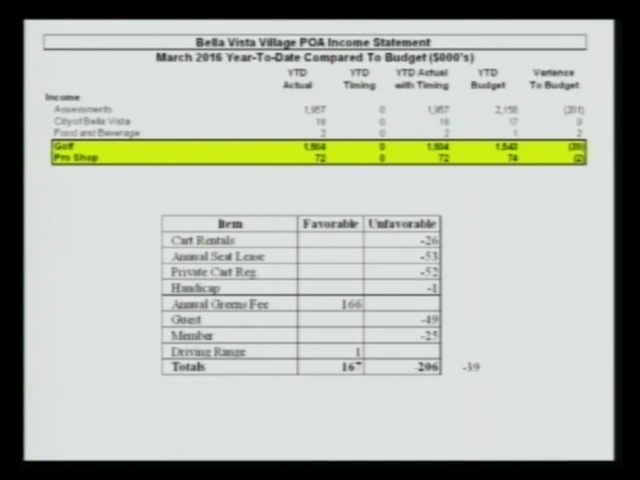 Bella Vista Village POA Income Statement
March 2016 Year-To-Date Compared To Budget ($000's)
YTD YTD YTD Actual YTD Variance
Actual Timing with Timing Budget To Budget
Income
Assessments 1,957 0 1,957 2,158 (201)
City of Bella Vista 18 0 18 17 0
Food and Beverage 2 0 2 1 2
Golf 1,504 0 1,504 1,543 (39)
Pro Shop 72 0 72 74 (2)
Item Favorable Unfavorable
Cart Rentals -26
Annual Seat Lease -53
Private Cart Reg. -52
Handicap -1
Annual Greens Fee 166
Guest -49
Member -25
Driving Range 1
Totals 167 -206 -39